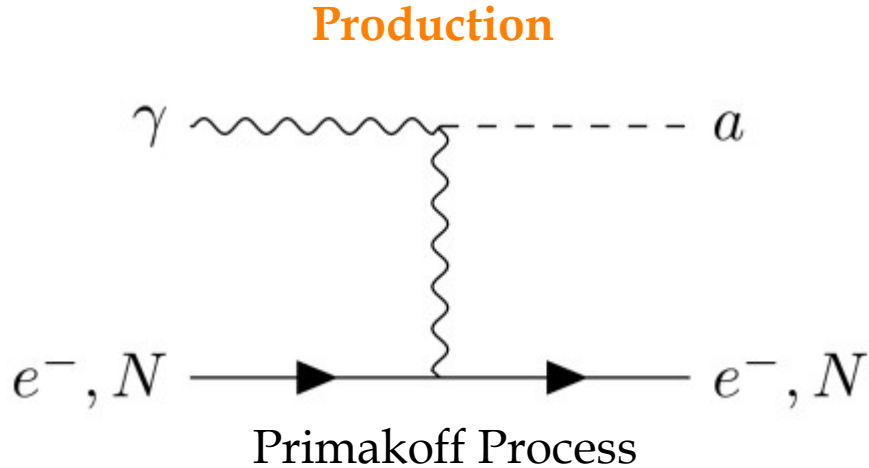 Production
γ a
e⁻, N e⁻, N
Primakoff Process